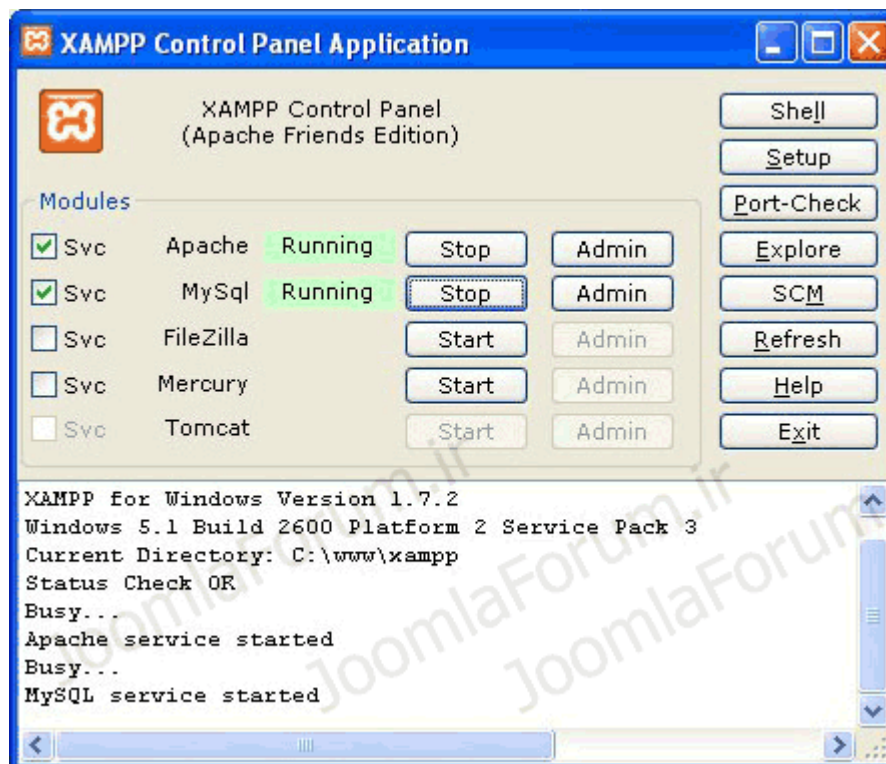 XAMPP Control Panel Application
XAMPP Control Panel
(Apache Friends Edition)
Shell
Setup
Port-Check
Explore
SCM
Refresh
Help
Exit
Modules
Svc Apache Running Stop Admin
Svc MySql Running Stop Admin
Svc FileZilla Start Admin
Svc Mercury Start Admin
Svc Tomcat Start Admin
XAMPP for Windows Version 1.7.2
Windows 5.1 Build 2600 Platform 2 Service Pack 3
Current Directory: C:\www\xampp
Status Check OK
Busy...
Apache service started
Busy...
MySQL service started
JoomlaForum.ir
JoomlaForum.ir
JoomlaForum